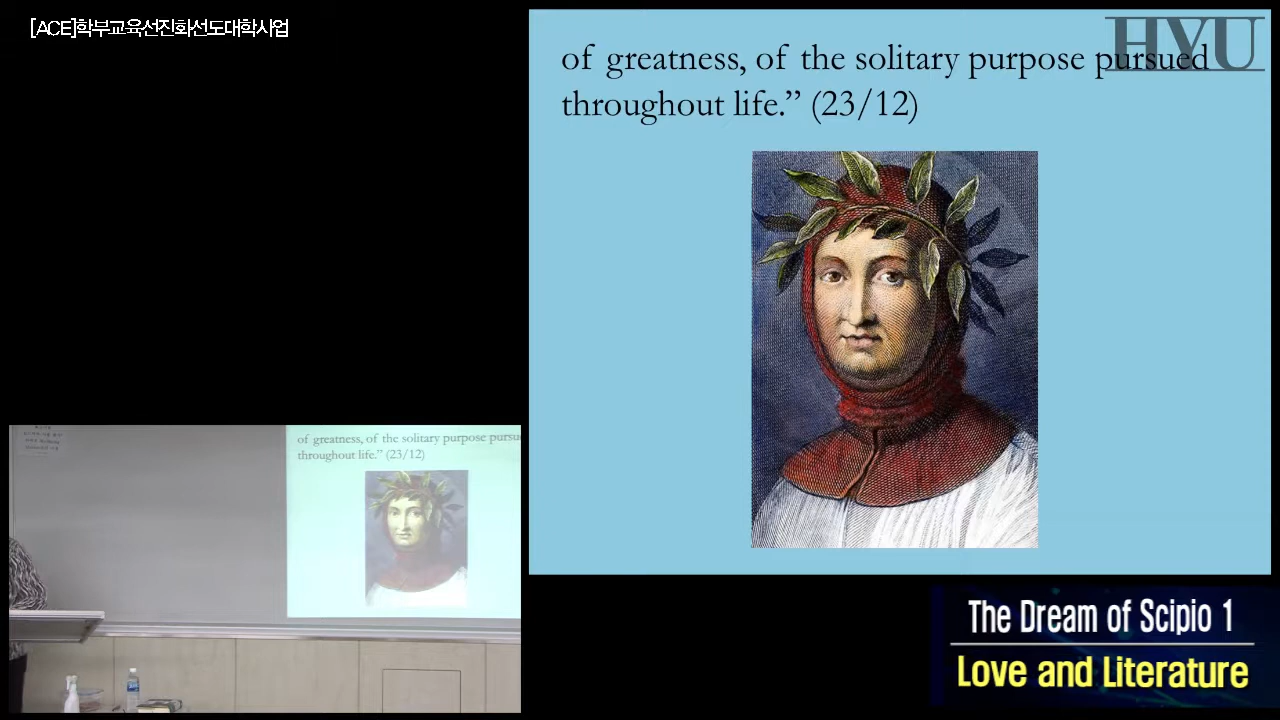 [ACE]학부교육선진화선도대학사업
HYU
of greatness, of the solitary purpose pursued
throughout life.” (23/12)
of greatness, of the solitary purpose pursu
throughout life.” (23/12)
The Dream of Scipio 1
Love and Literature